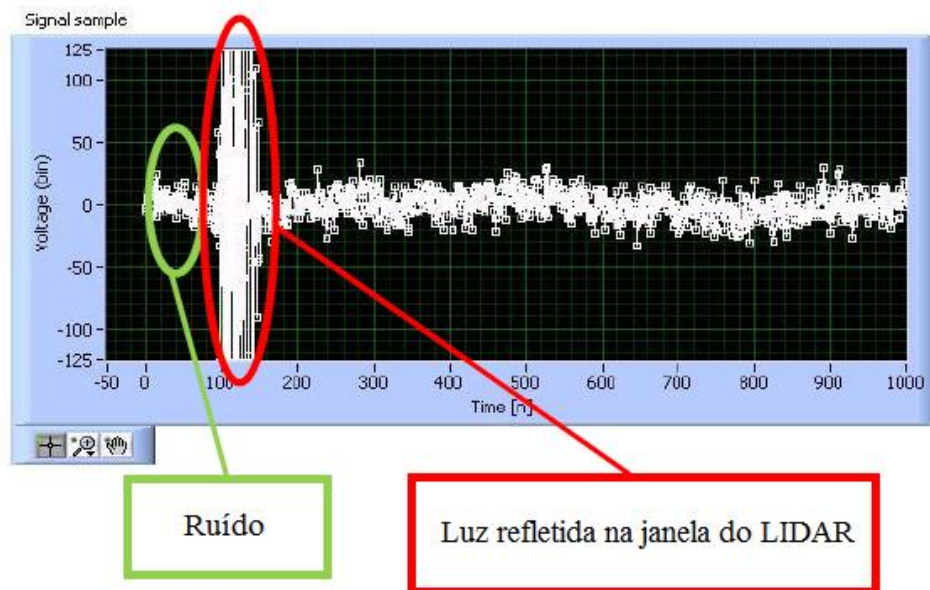 Signal sample
125
100
50
0
-50
-100
-125
Voltage (bin)
-50 0 100 200 300 400 500 600 700 800 900 1000
Time [n]
Ruído
Luz refletida na janela do LIDAR